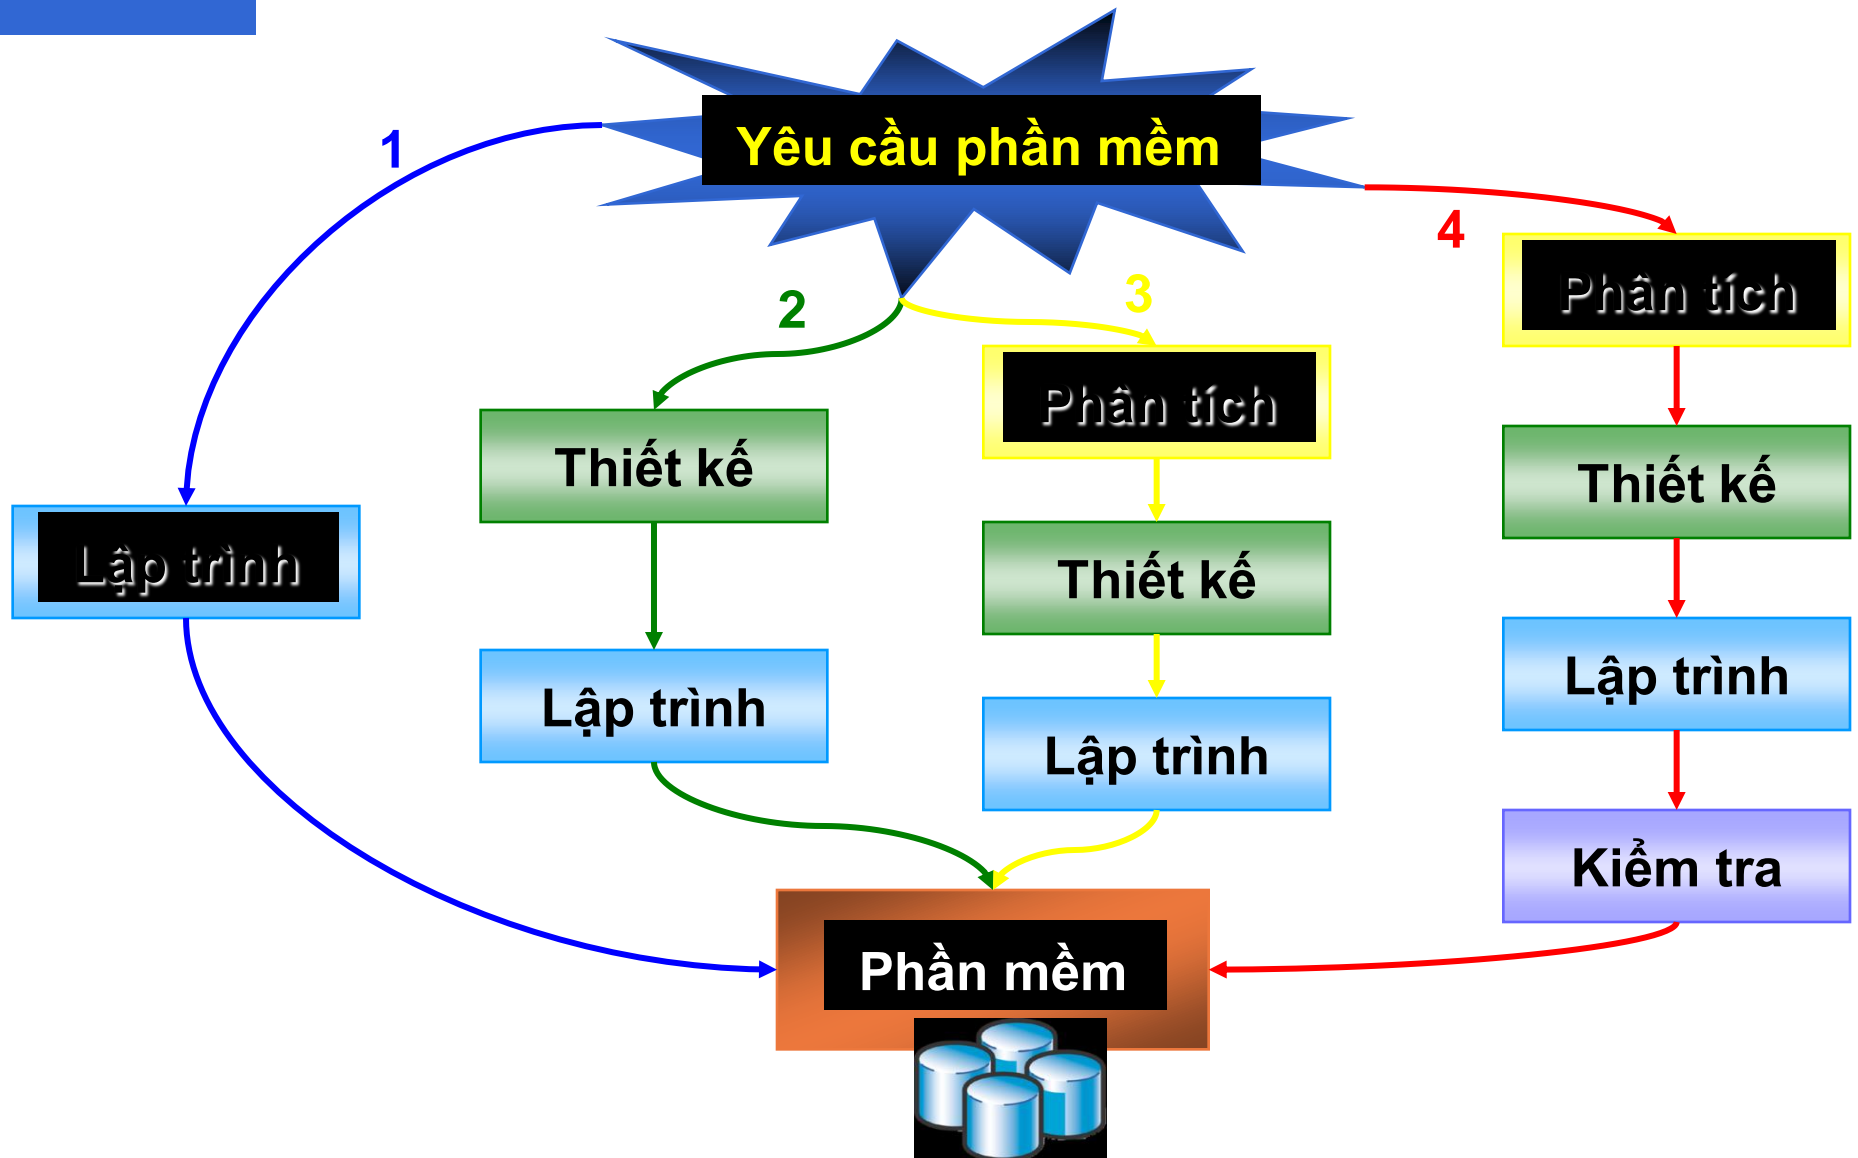 Yêu cầu phần mềm
1
4
2
3
Phân tích
Phân tích
Thiết kế
Thiết kế
Lập trình
Thiết kế
Lập trình
Lập trình
Lập trình
Kiểm tra
Phần mềm